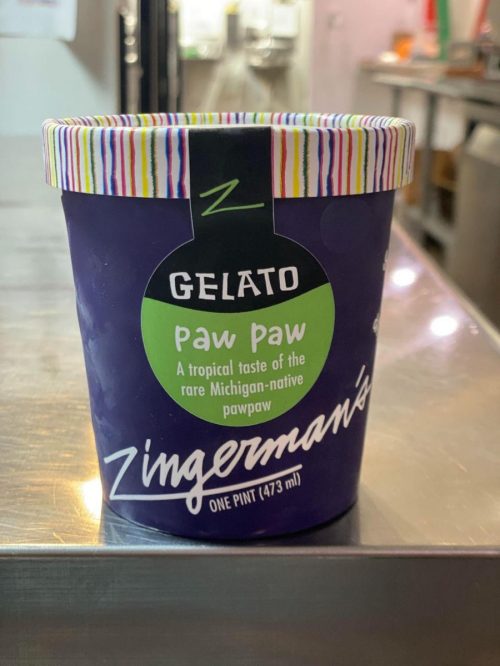 Z
GELATO
Paw Paw
A tropical taste of the
rare Michigan-native
pawpaw
Zingerman's
ONE PINT (473 ml)